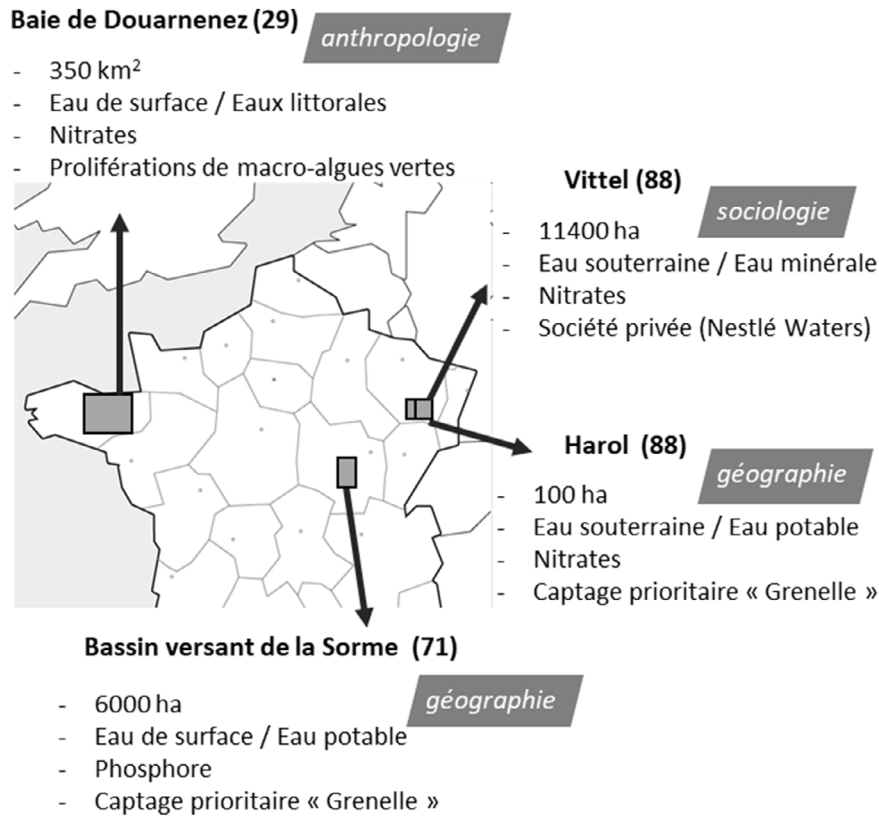 Baie de Douarnenez (29)
anthropologie
- 350 km²
- Eau de surface / Eaux littorales
- Nitrates
- Proliférations de macro-algues vertes
Vittel (88)
sociologie
- 11400 ha
- Eau souterraine / Eau minérale
- Nitrates
- Société privée (Nestlé Waters)
Harol (88)
géographie
- 100 ha
- Eau souterraine / Eau potable
- Nitrates
- Captage prioritaire « Grenelle »
Bassin versant de la Sorme (71)
géographie
- 6000 ha
- Eau de surface / Eau potable
- Phosphore
- Captage prioritaire « Grenelle »